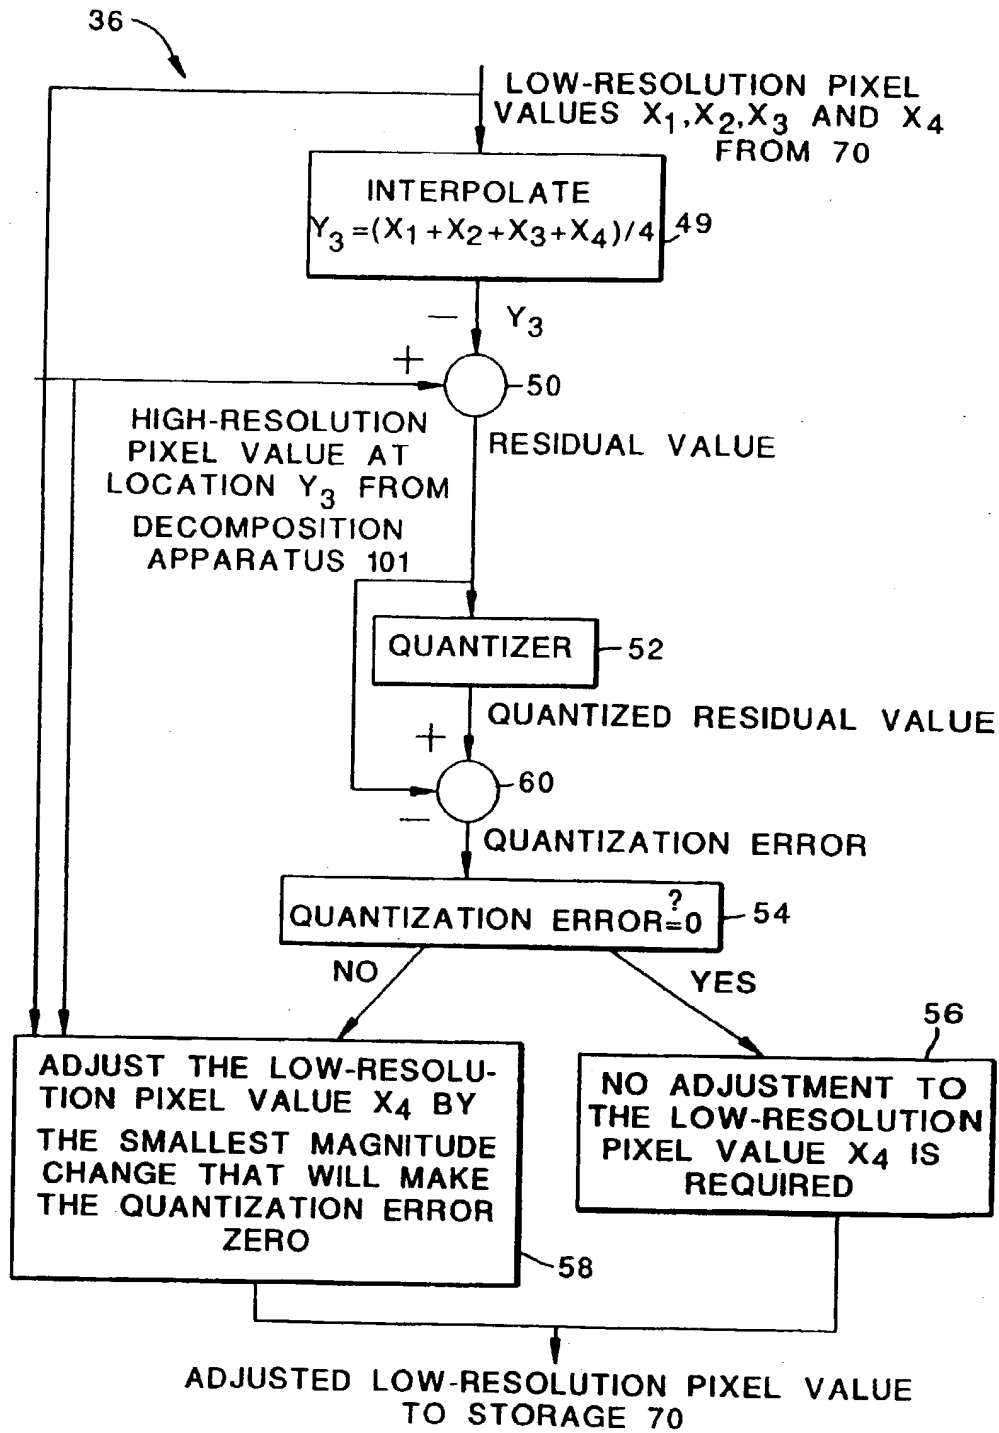 36
LOW-RESOLUTION PIXEL
VALUES X1,X2,X3 AND X4
FROM 70
INTERPOLATE
Y3=(X1+X2+X3+X4)/4
49
— Y3
+
50
HIGH-RESOLUTION
PIXEL VALUE AT
LOCATION Y3 FROM
DECOMPOSITION
APPARATUS 101
RESIDUAL VALUE
QUANTIZER
52
QUANTIZED RESIDUAL VALUE
+
60
—
QUANTIZATION ERROR
QUANTIZATION ERROR ?=0
54
NO
YES
56
ADJUST THE LOW-RESOLU-
TION PIXEL VALUE X4 BY
THE SMALLEST MAGNITUDE
CHANGE THAT WILL MAKE
THE QUANTIZATION ERROR
ZERO
58
NO ADJUSTMENT TO
THE LOW-RESOLUTION
PIXEL VALUE X4 IS
REQUIRED
ADJUSTED LOW-RESOLUTION PIXEL VALUE
TO STORAGE 70